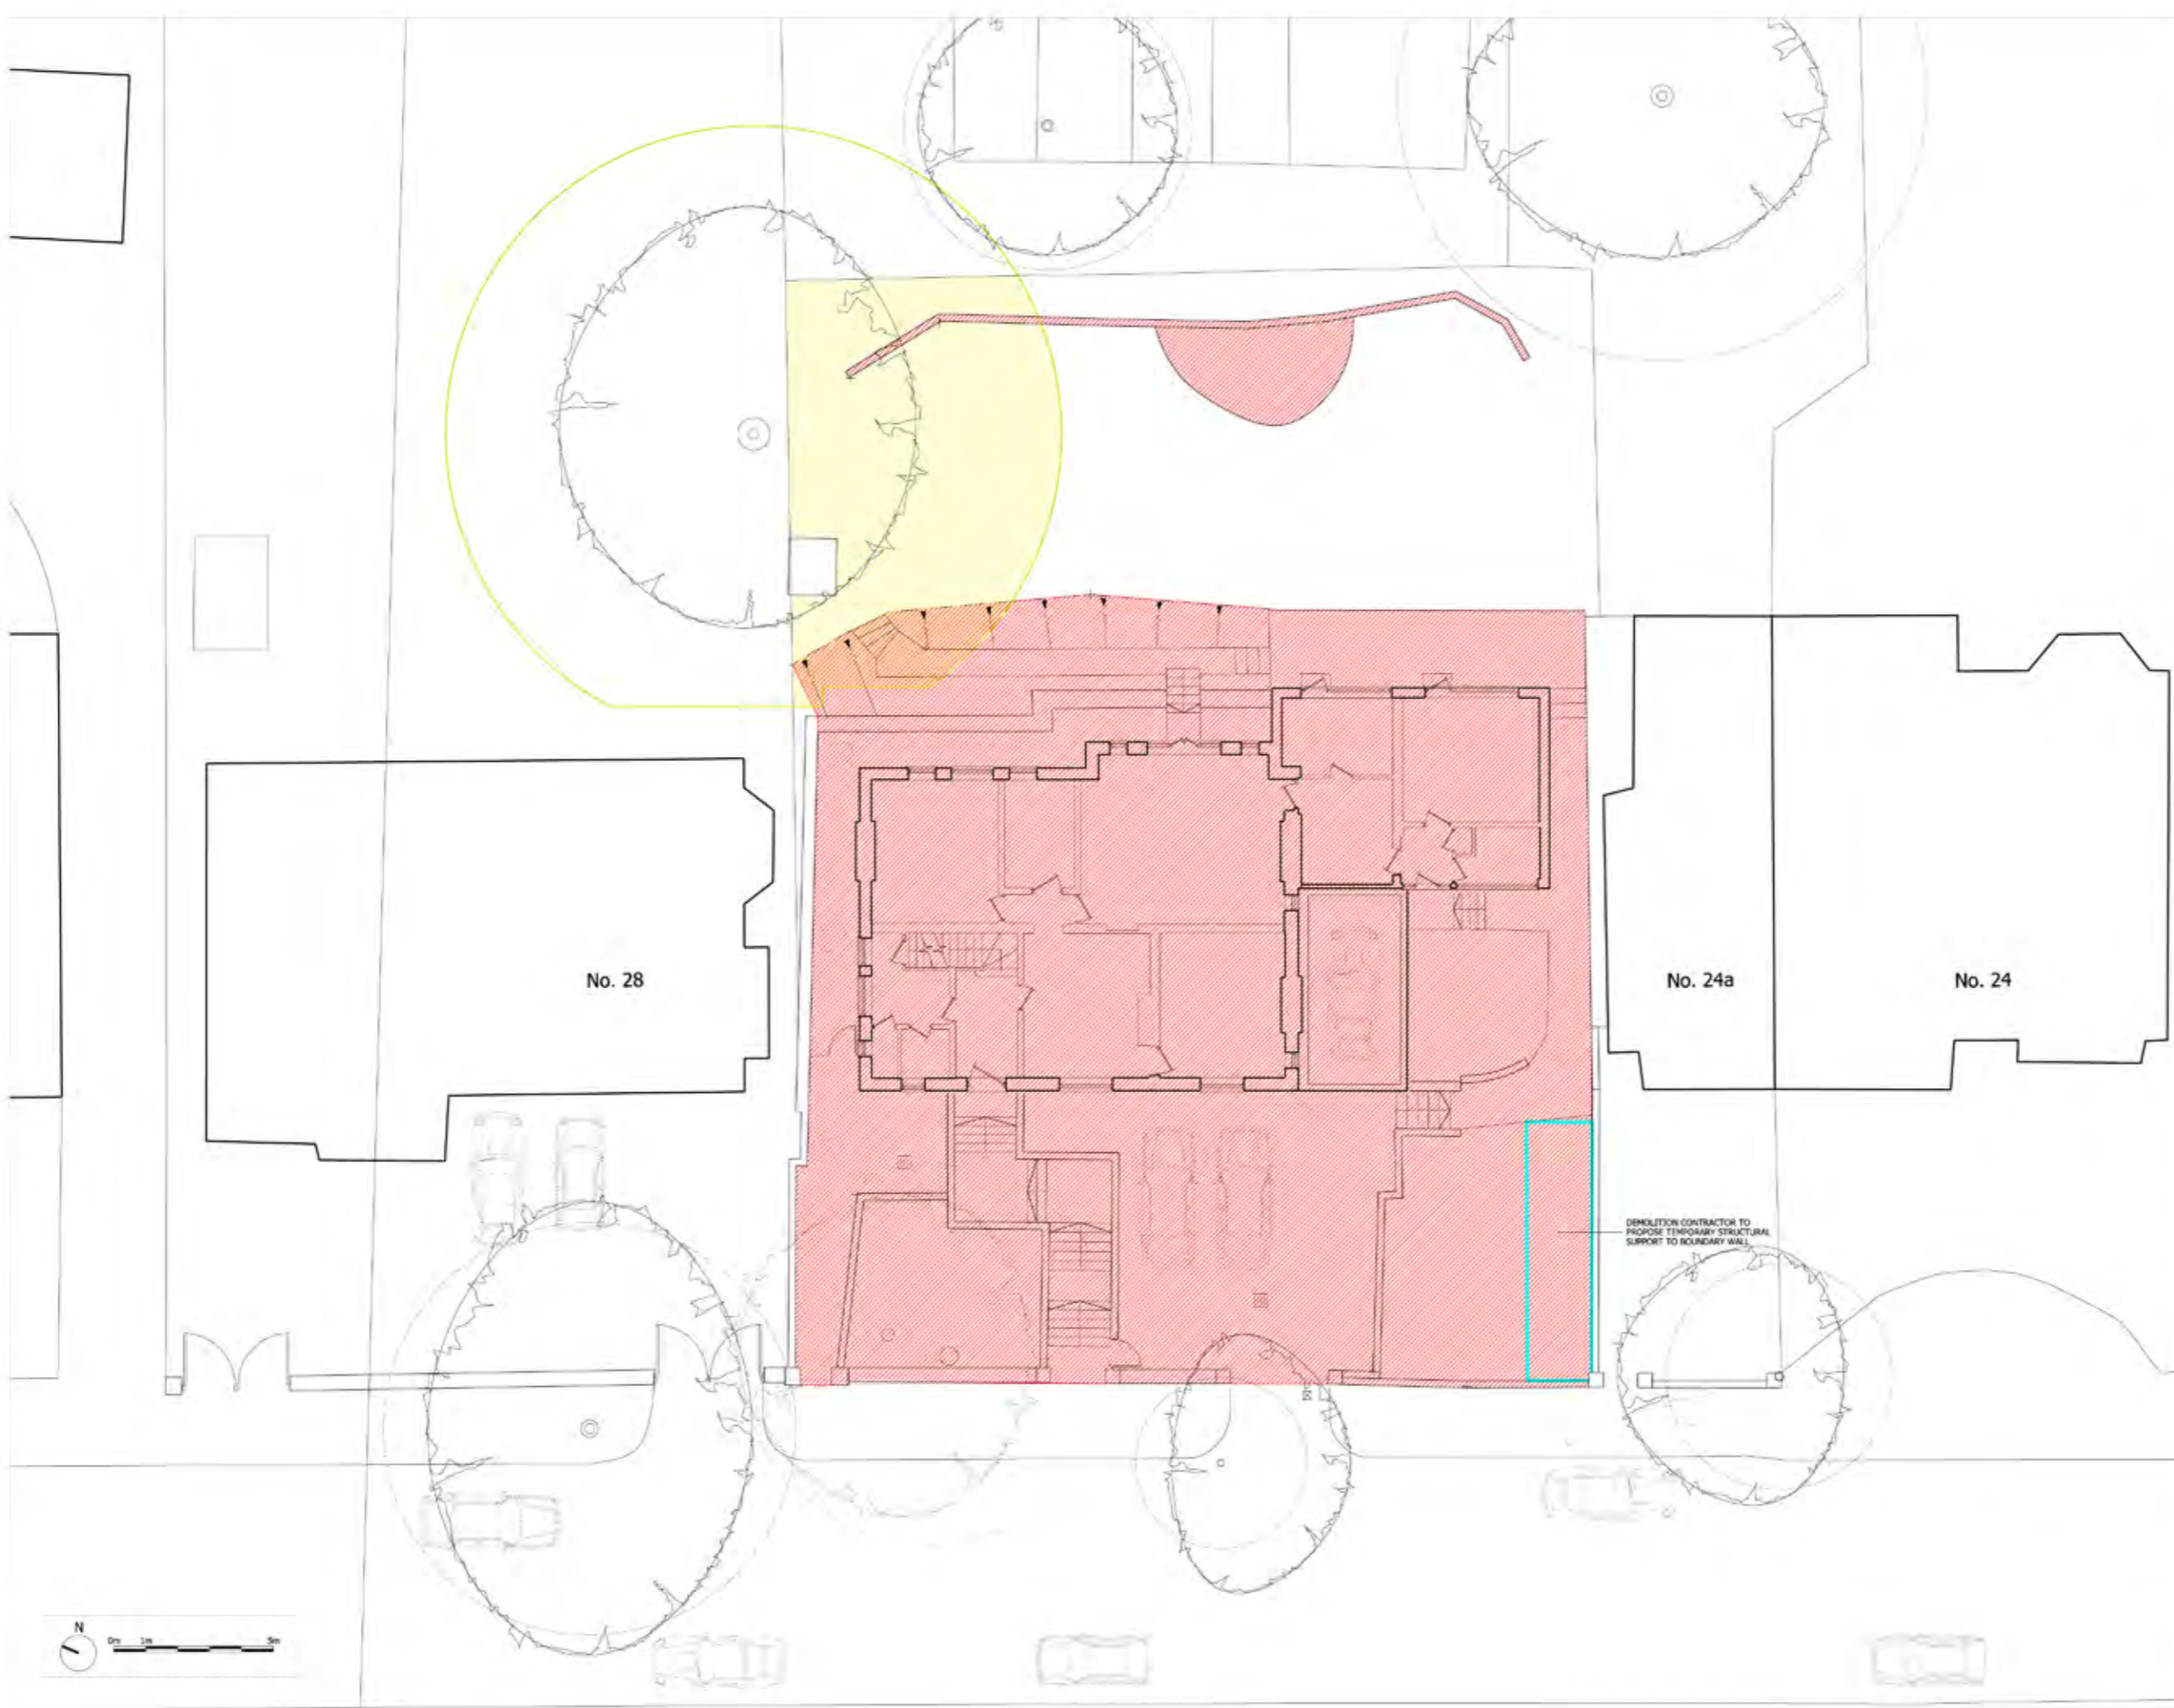 No. 28
No. 24a
No. 24
DEMOLITION CONTRACTOR TO
PROPOSE TEMPORARY STRUCTURAL
SUPPORT TO BOUNDARY WALL
N
0m 1m 5m